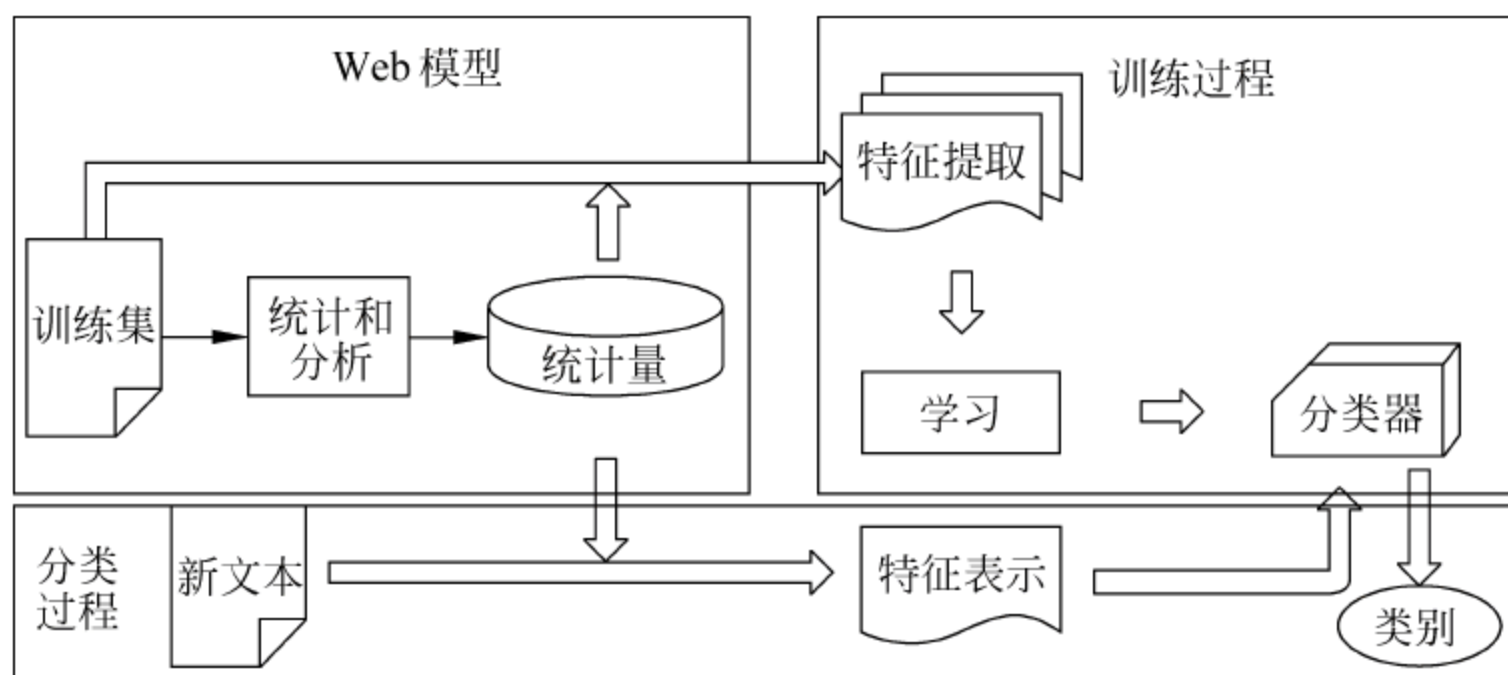 Web 模型
训练过程
特征提取
训练集
统计和
分析
统计量
学习
分类器
分类
过程
新文本
特征表示
类别